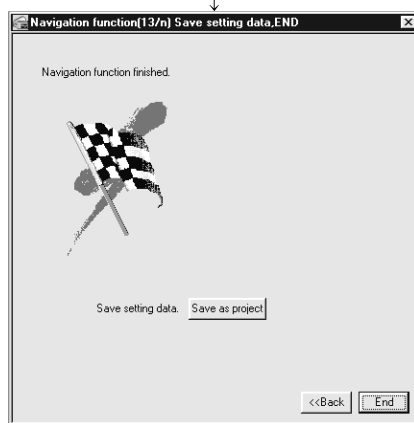 Navigation function(13/n) Save setting data,END
Navigation function finished.
Save setting data. Save as project
<<Back End